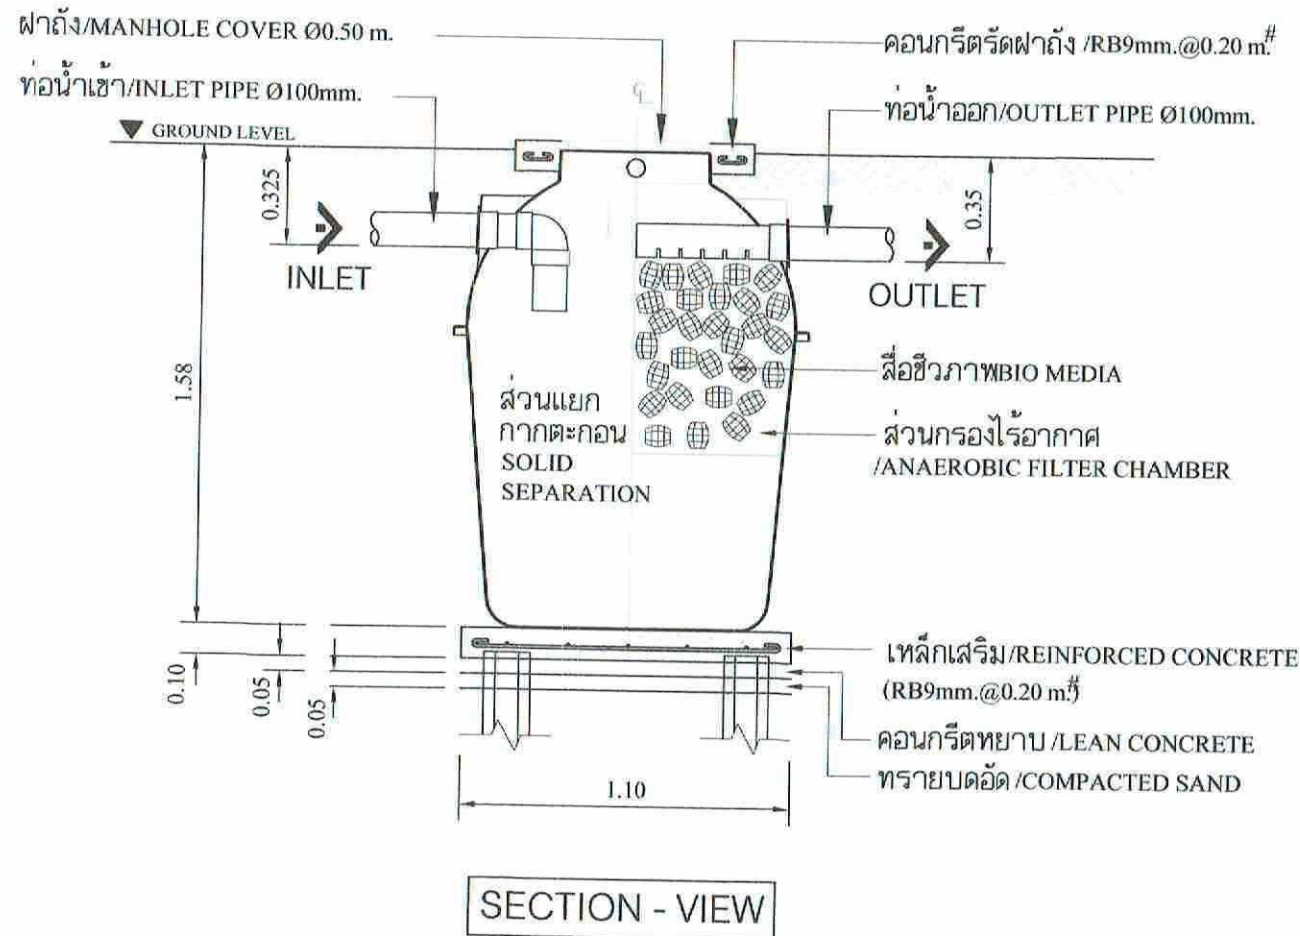 ฝาถัง/MANHOLE COVER Ø0.50 m.
คอนกรีตรัดฝาถัง /RB9mm.@0.20 m.#
ท่อน้ำเข้า/INLET PIPE Ø100mm.
ท่อน้ำออก/OUTLET PIPE Ø100mm.
GROUND LEVEL
0.325
0.35
INLET
OUTLET
1.58
สื่อชีวภาพBIO MEDIA
ส่วนแยก
กากตะกอน
SOLID
SEPARATION
ส่วนกรองไร้อากาศ
/ANAEROBIC FILTER CHAMBER
0.10
0.05
0.05
เหล็กเสริม/REINFORCED CONCRETE
(RB9mm.@0.20 m.#)
คอนกรีตหยาบ /LEAN CONCRETE
ทรายบดอัด /COMPACTED SAND
1.10
SECTION - VIEW